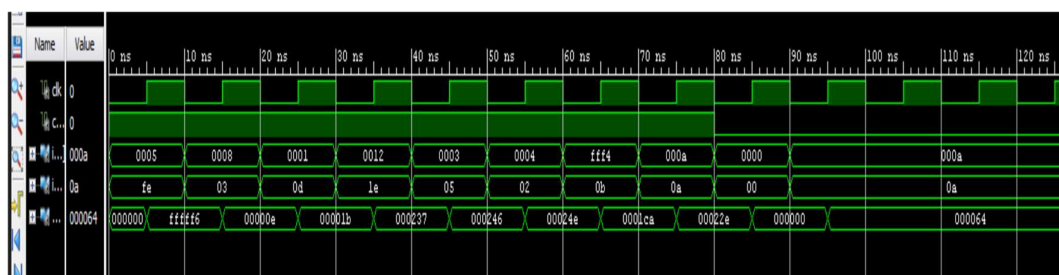 Name Value 0 ns 10 ns 20 ns 30 ns 40 ns 50 ns 60 ns 70 ns 80 ns 90 ns 100 ns 110 ns 120 ns
clk 0
c... 0
i... 000a 0005 0008 0001 0012 0003 0004 fff4 000a 0000 000a
i... 0a fe 03 0d 1e 05 02 0b 0a 00 0a
... 000064 000000 fffff6 00000e 00001b 000237 000246 00024e 0001ca 00022e 000000 000064